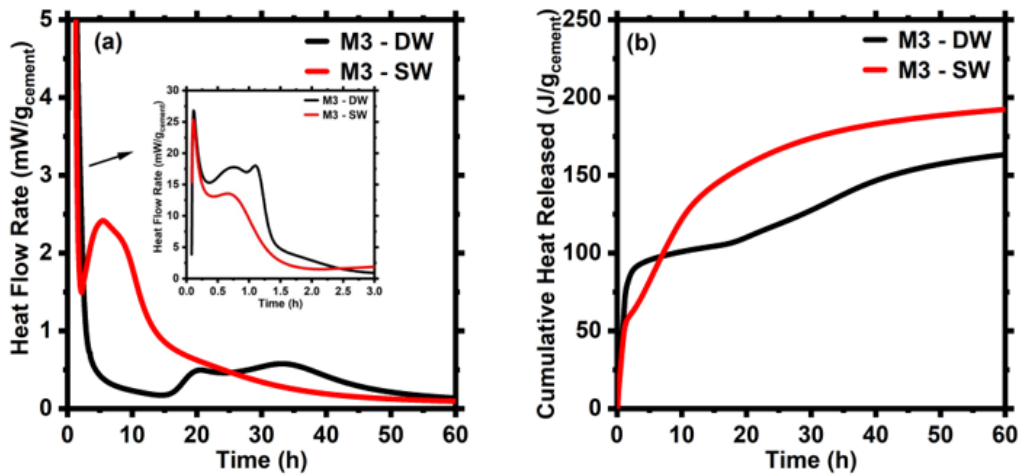 (a)
M3 - DW
M3 - SW
Heat Flow Rate (mW/gcement)
5
4
3
2
1
0
0 10 20 30 40 50 60
Time (h)
M3 - DW
M3 - SW
Heat Flow Rate (mW/gcement)
30
25
20
15
10
5
0
0.0 0.5 1.0 1.5 2.0 2.5 3.0
Time (h)
(b)
M3 - DW
M3 - SW
Cumulative Heat Released (J/gcement)
250
200
150
100
50
0
0 10 20 30 40 50 60
Time (h)